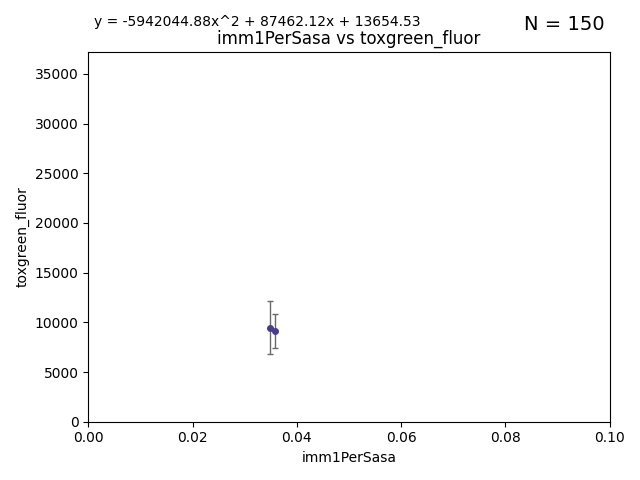 y = -5942044.88x^2 + 87462.12x + 13654.53
N = 150
imm1PerSasa vs toxgreen_fluor
35000
30000
25000
20000
15000
10000
5000
0
toxgreen_fluor
0.00 0.02 0.04 0.06 0.08 0.10
imm1PerSasa